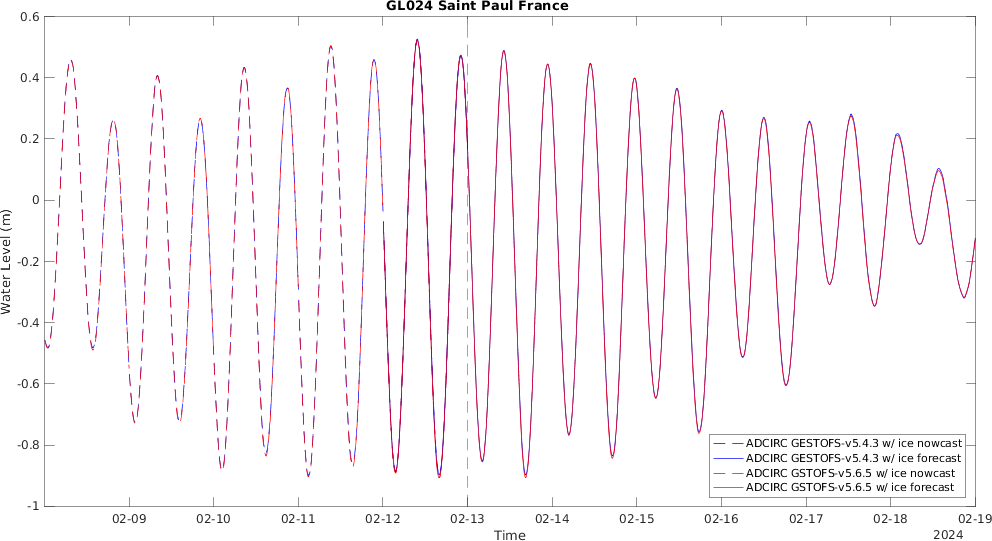 GL024 Saint Paul France
0.6
0.4
0.2
0
-0.2
-0.4
-0.6
-0.8
-1
Water Level (m)
ADCIRC GESTOFS-v5.4.3 w/ ice nowcast
ADCIRC GESTOFS-v5.4.3 w/ ice forecast
ADCIRC GSTOFS-v5.6.5 w/ ice nowcast
ADCIRC GSTOFS-v5.6.5 w/ ice forecast
02-09 02-10 02-11 02-12 02-13 02-14 02-15 02-16 02-17 02-18 02-19
Time
2024